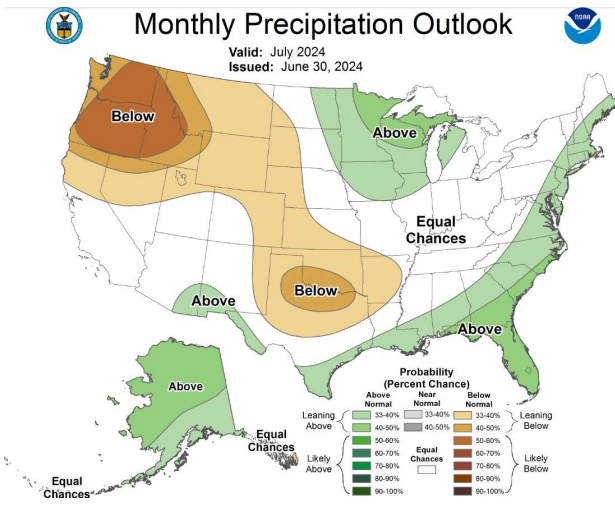 Monthly Precipitation Outlook
NOAA
Valid: July 2024
Issued: June 30, 2024
Below
Above
Equal
Chances
Below
Above
Above
Above
Equal
Chances
Equal
Chances
Probability
(Percent Chance)
Above
Normal
Near
Normal
Below
Normal
Leaning
Above
33-40%
33-40%
33-40%
Leaning
Below
40-50%
40-50%
40-50%
Likely
Above
50-60%
60-70%
70-80%
80-90%
90-100%
Equal
Chances
50-60%
60-70%
70-80%
80-90%
90-100%
Likely
Below